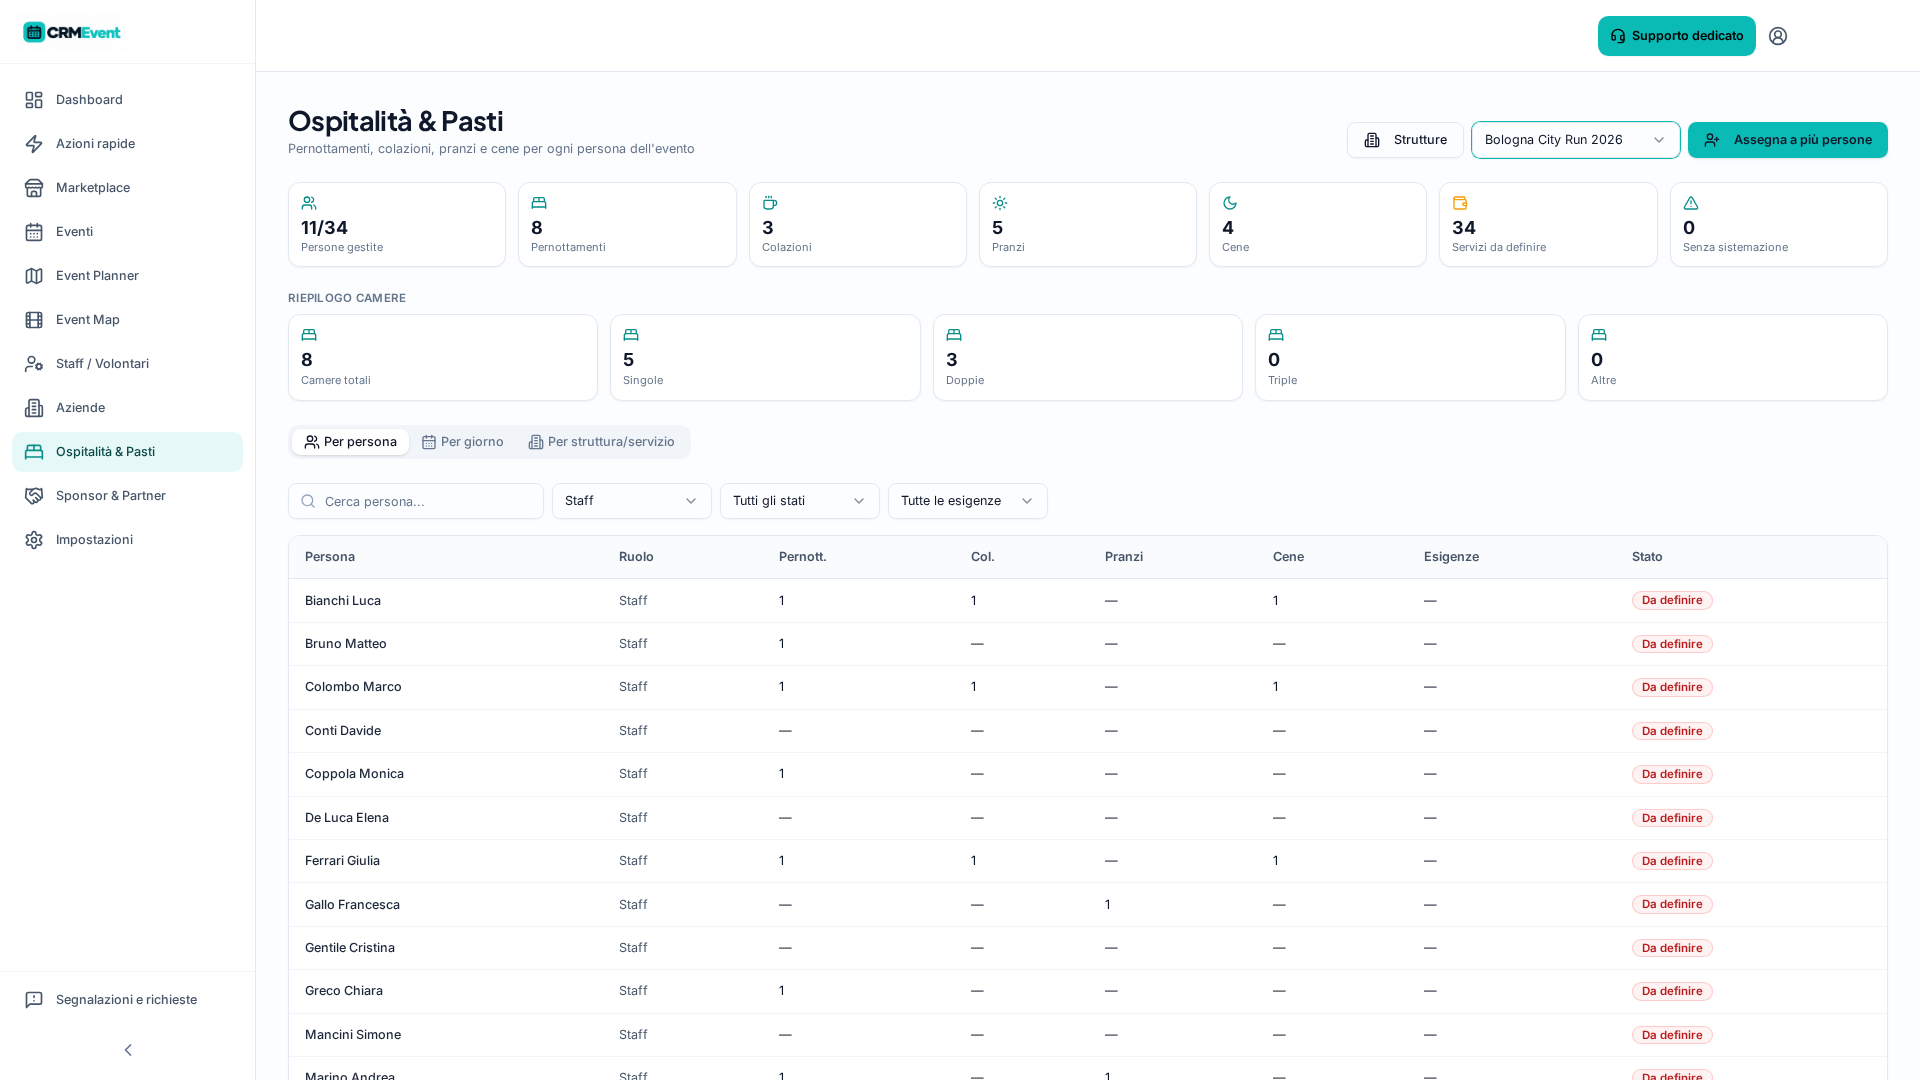 CRMEvent
Supporto dedicato
Dashboard
Azioni rapide
Marketplace
Eventi
Event Planner
Event Map
Staff / Volontari
Aziende
Ospitalità & Pasti
Sponsor & Partner
Impostazioni
Segnalazioni e richieste
Ospitalità & Pasti
Pernottamenti, colazioni, pranzi e cene per ogni persona dell'evento
Strutture
Bologna City Run 2026
Assegna a più persone
11/34
Persone gestite
8
Pernottamenti
3
Colazioni
5
Pranzi
4
Cene
34
Servizi da definire
0
Senza sistemazione
RIEPILOGO CAMERE
8
Camere totali
5
Singole
3
Doppie
0
Triple
0
Altre
Per persona Per giorno Per struttura/servizio
Cerca persona... Staff Tutti gli stati Tutte le esigenze
Persona Ruolo Pernott. Col. Pranzi Cene Esigenze Stato
Bianchi Luca Staff 1 1 — 1 — Da definire
Bruno Matteo Staff 1 — — — — Da definire
Colombo Marco Staff 1 1 — 1 — Da definire
Conti Davide Staff — — — — — Da definire
Coppola Monica Staff 1 — — — — Da definire
De Luca Elena Staff — — — — — Da definire
Ferrari Giulia Staff 1 1 — 1 — Da definire
Gallo Francesca Staff — — 1 — — Da definire
Gentile Cristina Staff — — — — — Da definire
Greco Chiara Staff 1 — — — — Da definire
Mancini Simone Staff — — — — — Da definire
Marino Andrea Staff 1 — 1 — — Da definire